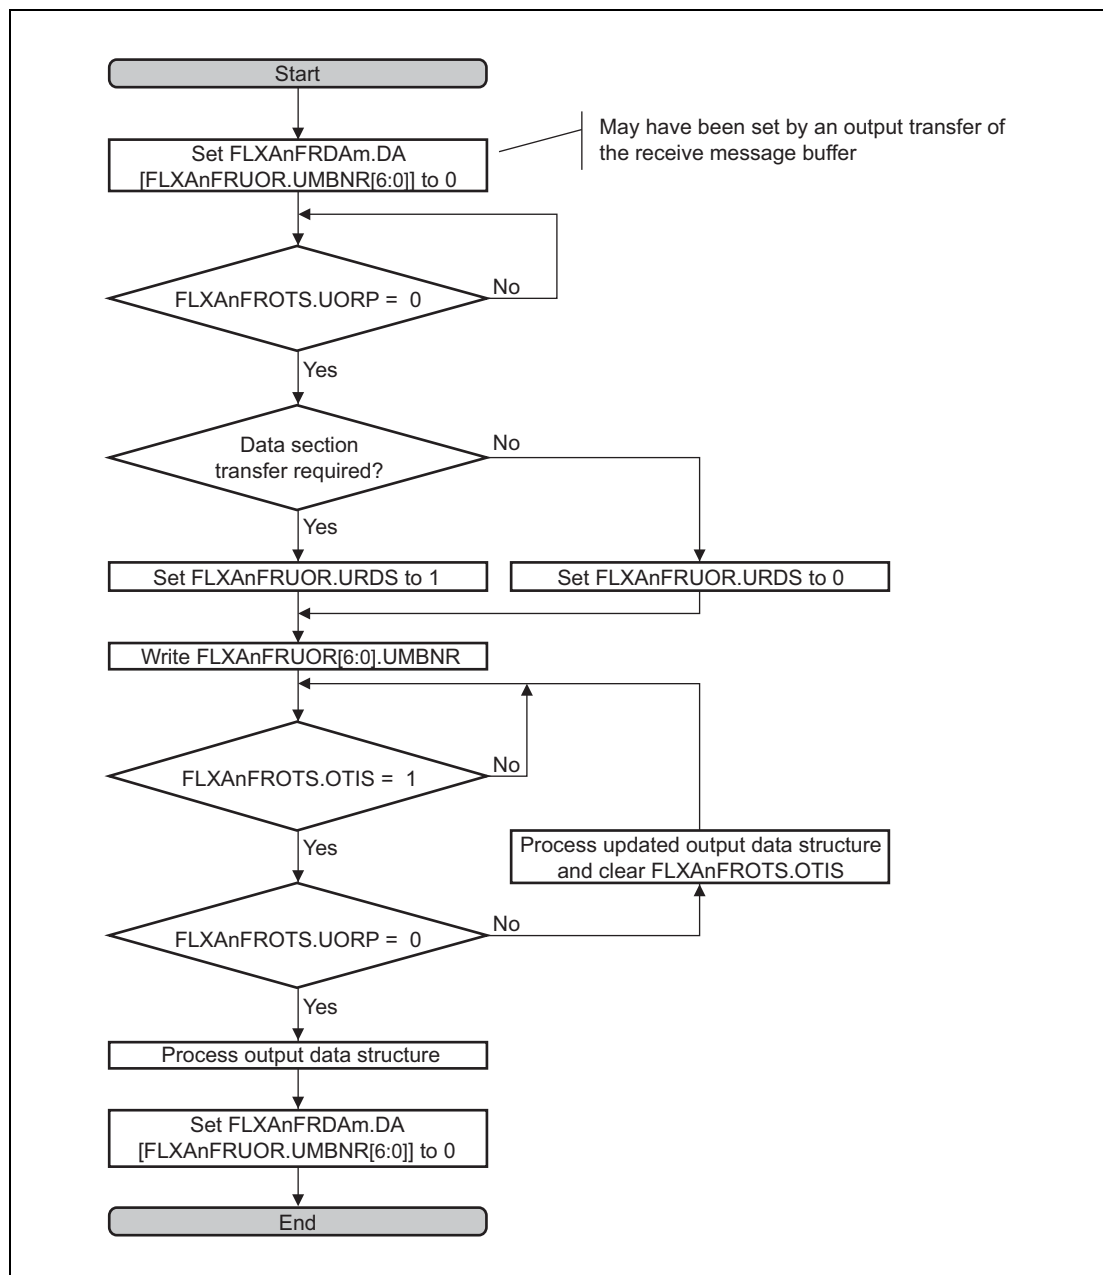 Start
Set FLXAnFRDAm.DA
[FLXAnFRUOR.UMBNR[6:0]] to 0
May have been set by an output transfer of
the receive message buffer
FLXAnFROTS.UORP = 0
No
Yes
Data section
transfer required?
No
Yes
Set FLXAnFRUOR.URDS to 1
Set FLXAnFRUOR.URDS to 0
Write FLXAnFRUOR[6:0].UMBNR
FLXAnFROTS.OTIS = 1
No
Yes
Process updated output data structure
and clear FLXAnFROTS.OTIS
FLXAnFROTS.UORP = 0
No
Yes
Process output data structure
Set FLXAnFRDAm.DA
[FLXAnFRUOR.UMBNR[6:0]] to 0
End